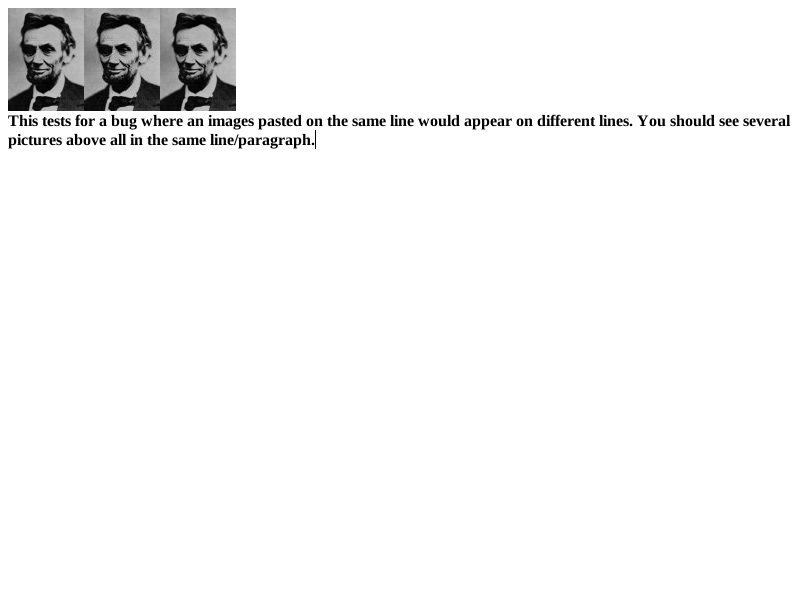 This tests for a bug where an images pasted on the same line would appear on different lines. You should see several
pictures above all in the same line/paragraph.